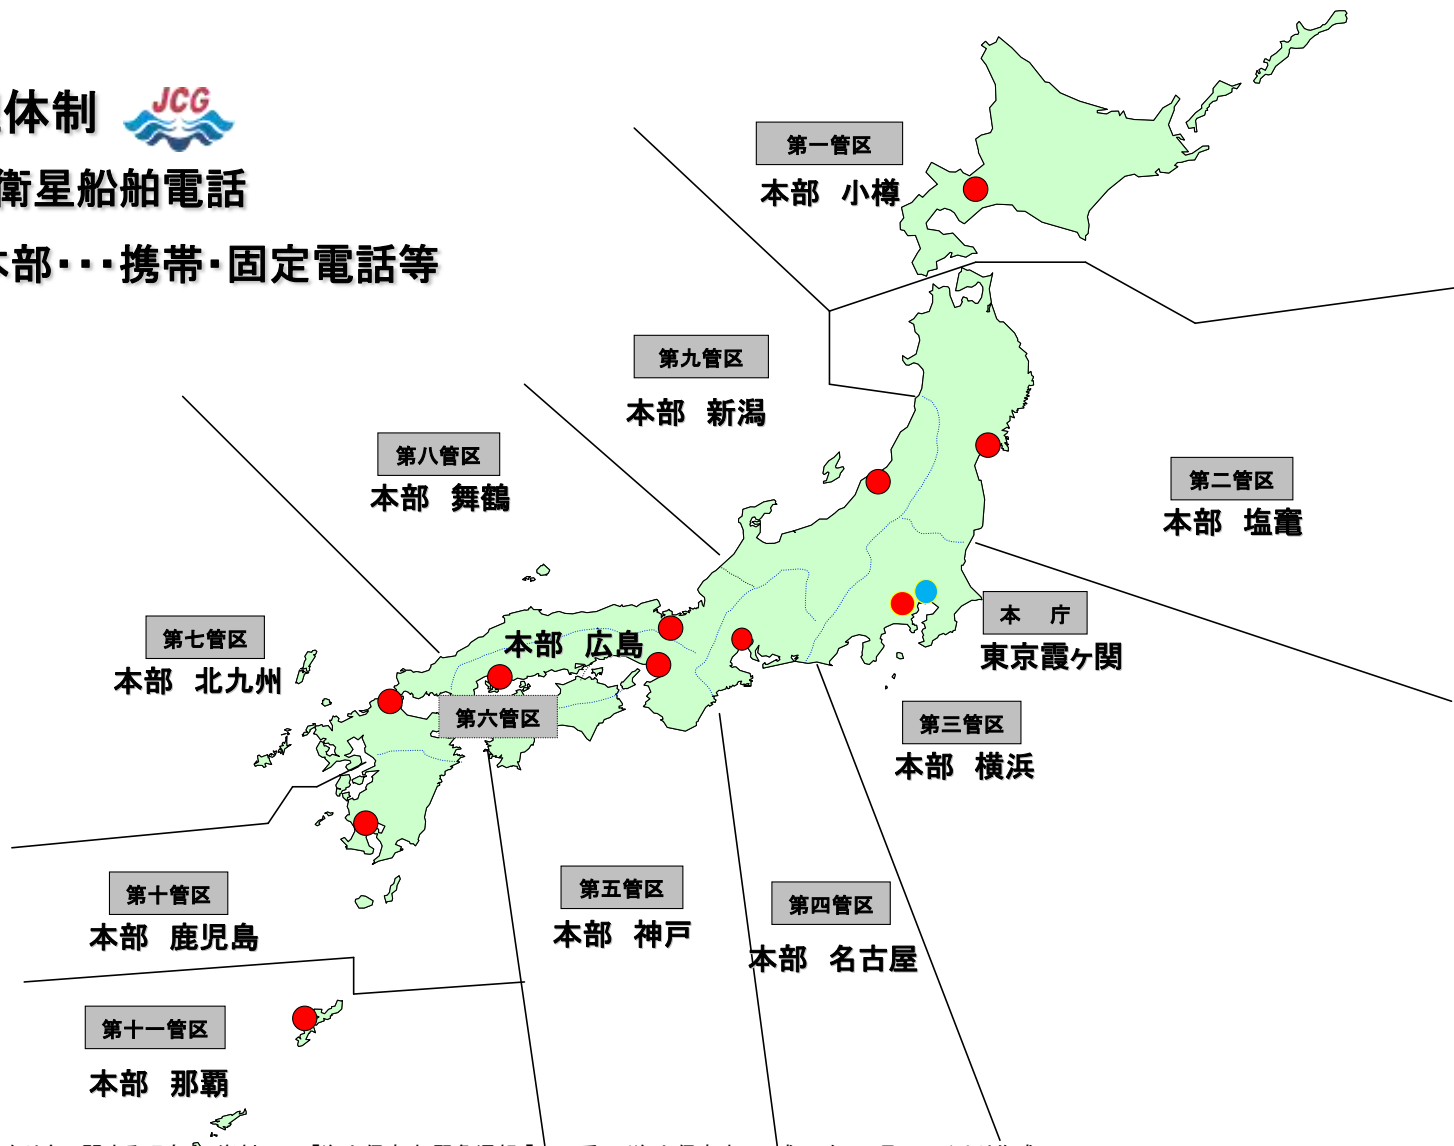 体制
JCG
衛星船舶電話
本部・・・携帯・固定電話等
第一管区
本部 小樽
第九管区
本部 新潟
第八管区
本部 舞鶴
第二管区
本部 塩竈
第七管区
本部 北九州
本部 広島
第六管区
本 庁
東京霞ヶ関
第三管区
本部 横浜
第五管区
本部 神戸
第四管区
本部 名古屋
第十管区
本部 鹿児島
第十一管区
本部 那覇